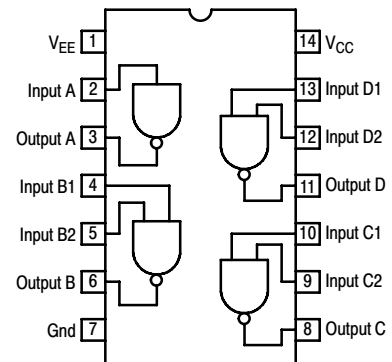 V_EE 1
14 V_CC
Input A 2
13 Input D1
Output A 3
12 Input D2
Input B1 4
11 Output D
Input B2 5
10 Input C1
Output B 6
9 Input C2
Gnd 7
8 Output C